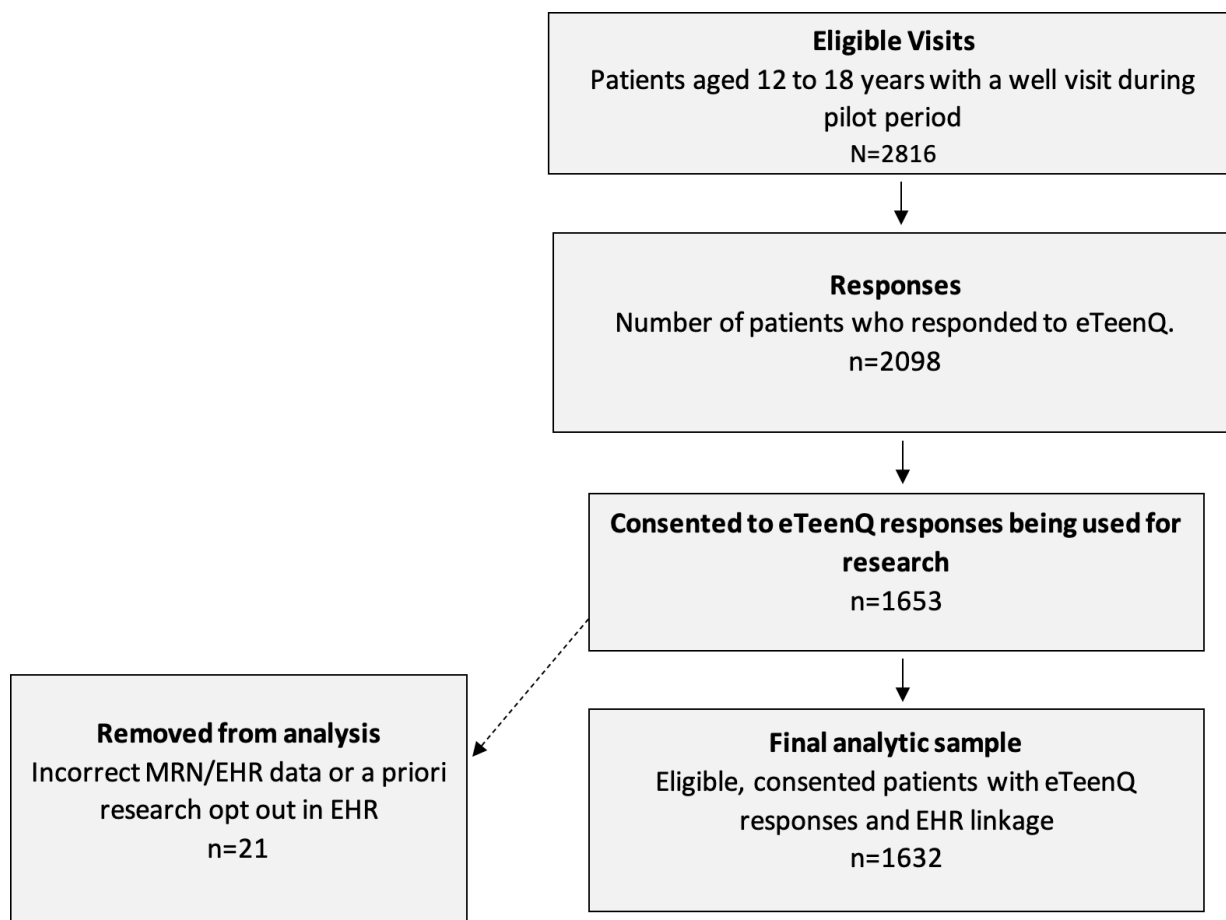 Eligible Visits
Patients aged 12 to 18 years with a well visit during
pilot period
N=2816
Responses
Number of patients who responded to eTeenQ.
n=2098
Consented to eTeenQ responses being used for
research
n=1653
Removed from analysis
Incorrect MRN/EHR data or a priori
research opt out in EHR
n=21
Final analytic sample
Eligible, consented patients with eTeenQ
responses and EHR linkage
n=1632